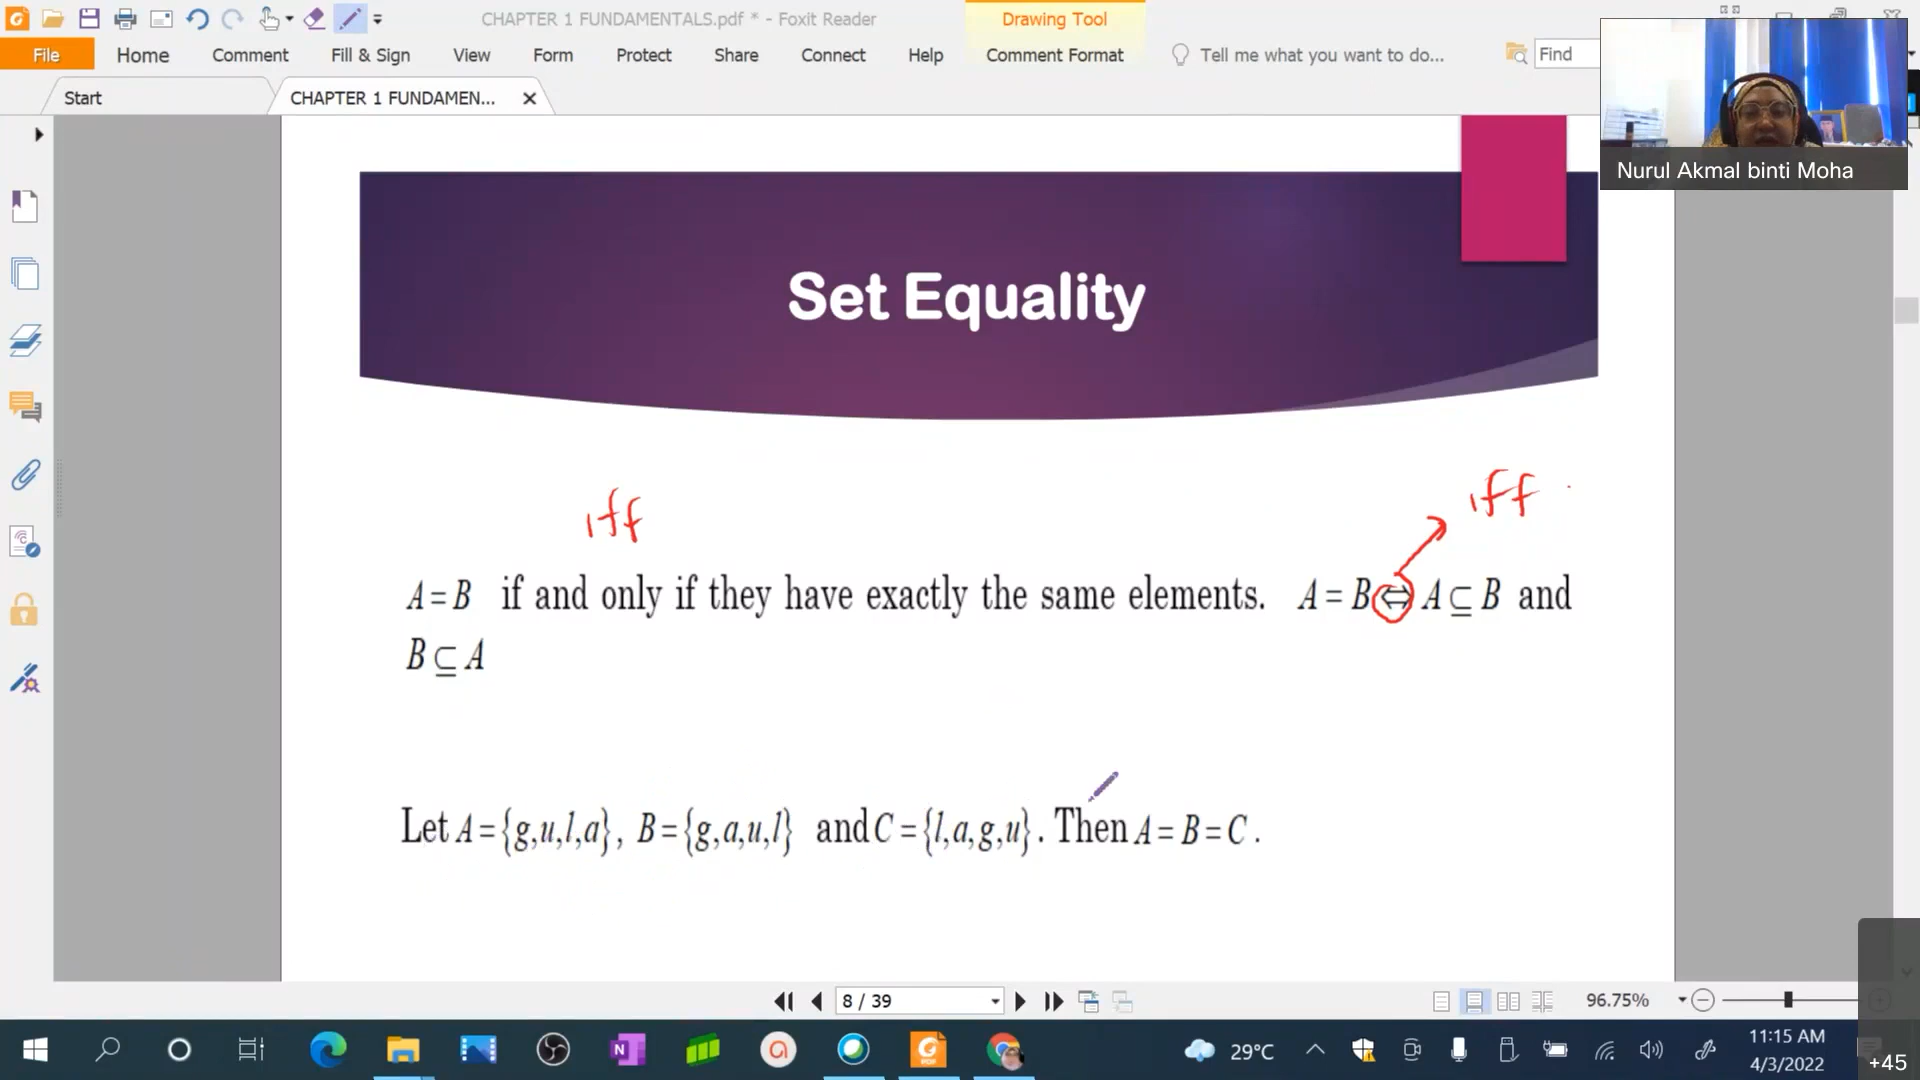 CHAPTER 1 FUNDAMENTALS.pdf * - Foxit Reader
Drawing Tool
File Home Comment Fill & Sign View Form Protect Share Connect Help Comment Format Tell me what you want to do... Find
Start CHAPTER 1 FUNDAMEN...
Nurul Akmal binti Moha
Set Equality
iff
iff
A = B if and only if they have exactly the same elements. A = B ⇔ A ⊆ B and
B ⊆ A
Let A = {g,u,l,a}, B = {g,a,u,l} and C = {l,a,g,u}. Then A = B = C.
8 / 39
96.75%
29°C
11:15 AM
4/3/2022
+45